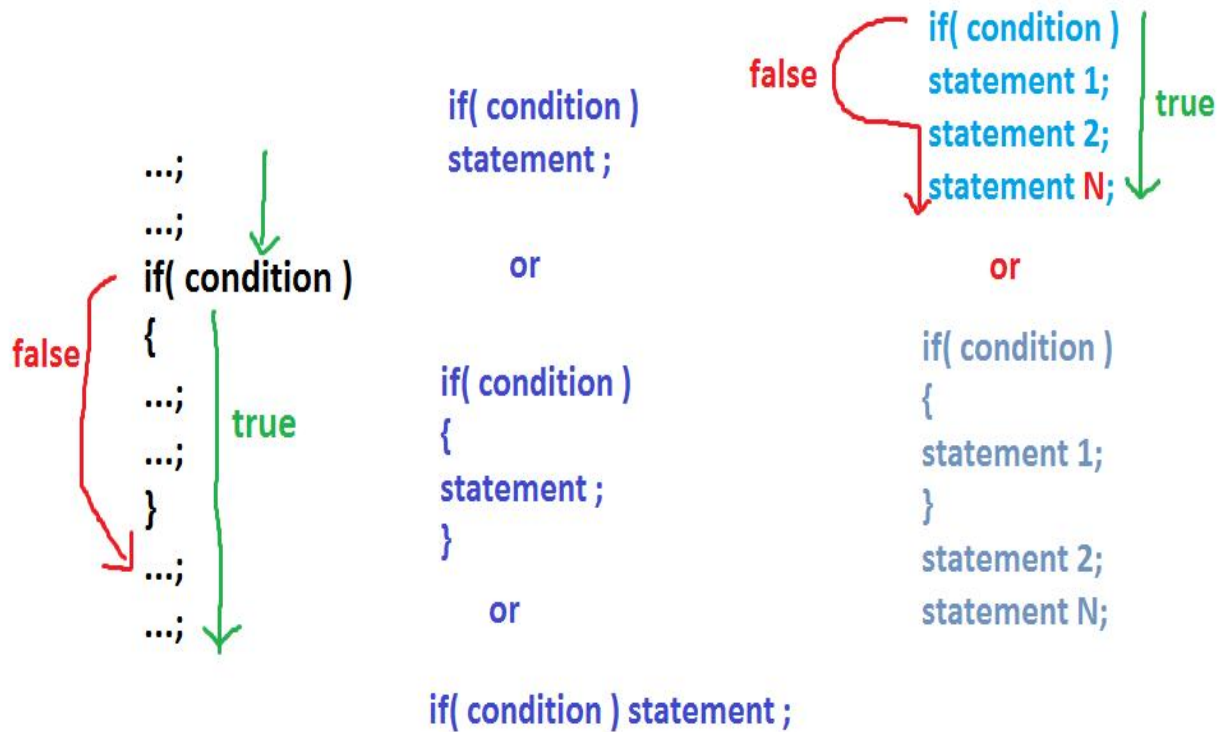 ...;
...;
if( condition )
{
...;
...;
}
...;
...;
false
true
if( condition )
statement ;
or
if( condition )
{
statement ;
}
or
if( condition ) statement ;
if( condition )
statement 1;
statement 2;
statement N;
false
true
or
if( condition )
{
statement 1;
}
statement 2;
statement N;